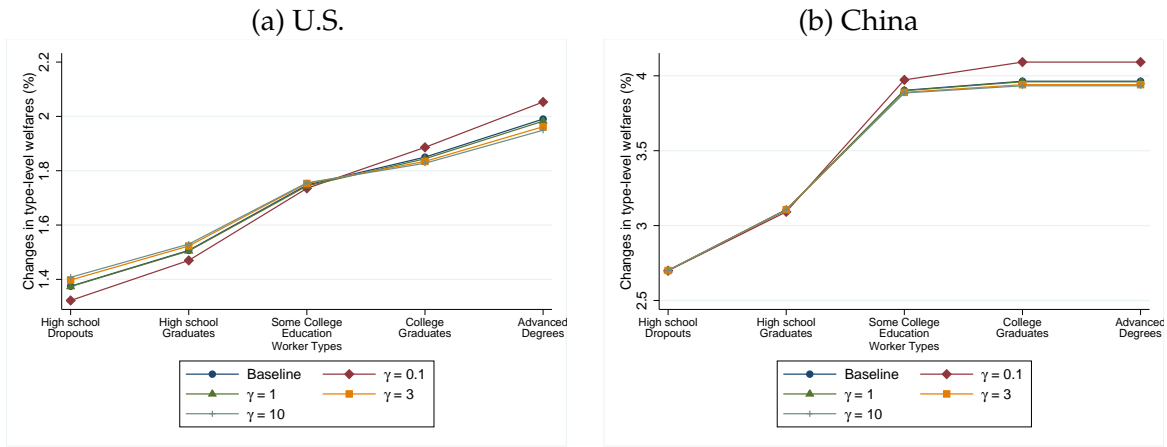 (a) U.S.
Changes in type-level welfares (%)
2.2
2
1.8
1.6
1.4
High school
Dropouts
High school
Graduates
Some College
Education
College
Graduates
Advanced
Degrees
Worker Types
Baseline
γ = 0.1
γ = 1
γ = 3
γ = 10
(b) China
Changes in type-level welfares (%)
4
3.5
3
2.5
High school
Dropouts
High school
Graduates
Some College
Education
College
Graduates
Advanced
Degrees
Worker Types
Baseline
γ = 0.1
γ = 1
γ = 3
γ = 10